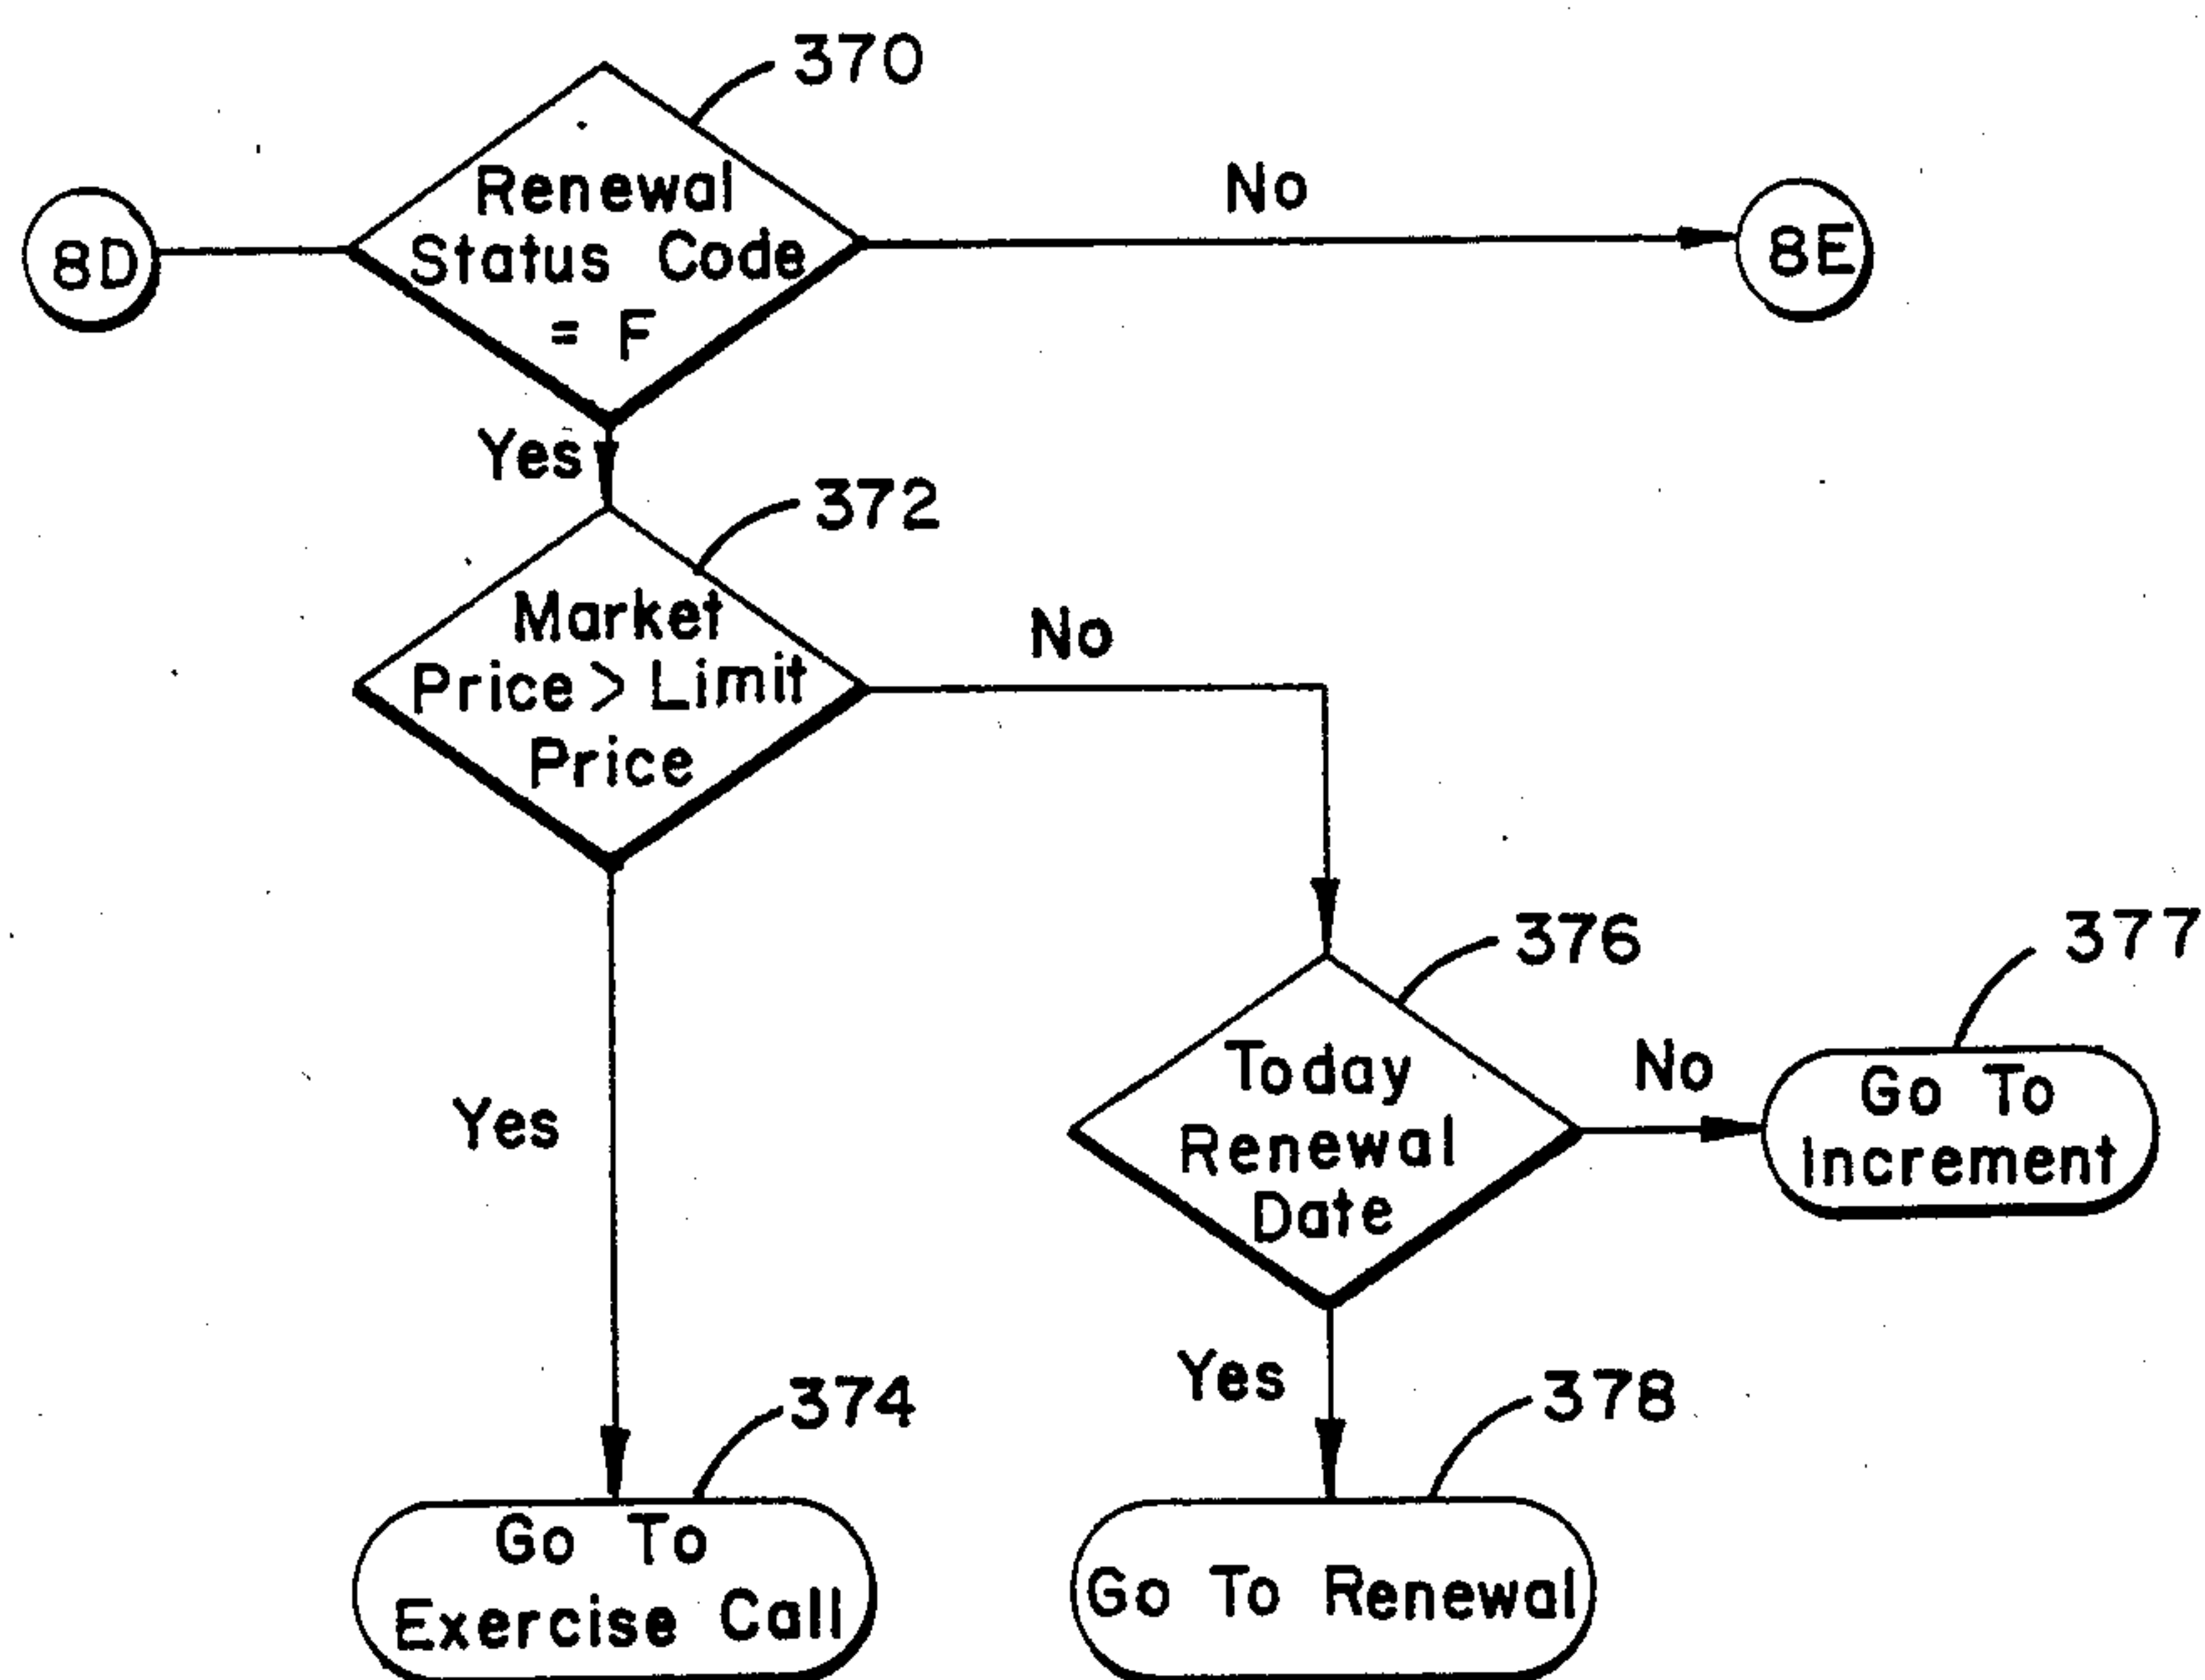 370
Renewal
Status Code
= F
8D
No
8E
Yes
372
Market
Price > Limit
Price
No
376
377
Today
Renewal
Date
No
Go To
Increment
Yes
Yes
374
378
Go To
Exercise Call
Go To Renewal